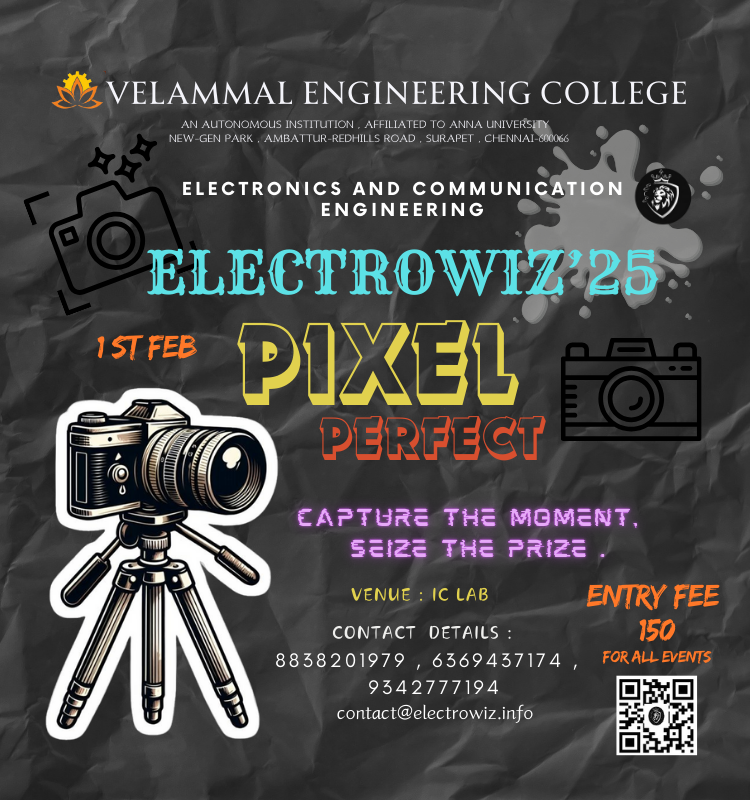 VELAMMAL ENGINEERING COLLEGE
AN AUTONOMOUS INSTITUTION , AFFILIATED TO ANNA UNIVERSITY
NEW-GEN PARK , AMBATTUR-REDHILLS ROAD , SURAPET , CHENNAI-600066
ELECTRONICS AND COMMUNICATION
ENGINEERING
ELECTROWIZ'25
1 ST FEB
PIXEL
PERFECT
CAPTURE THE MOMENT,
SEIZE THE PRIZE .
VENUE : IC LAB
ENTRY FEE
150
FOR ALL EVENTS
CONTACT DETAILS :
8838201979 , 6369437174 ,
9342777194
contact@electrowiz.info